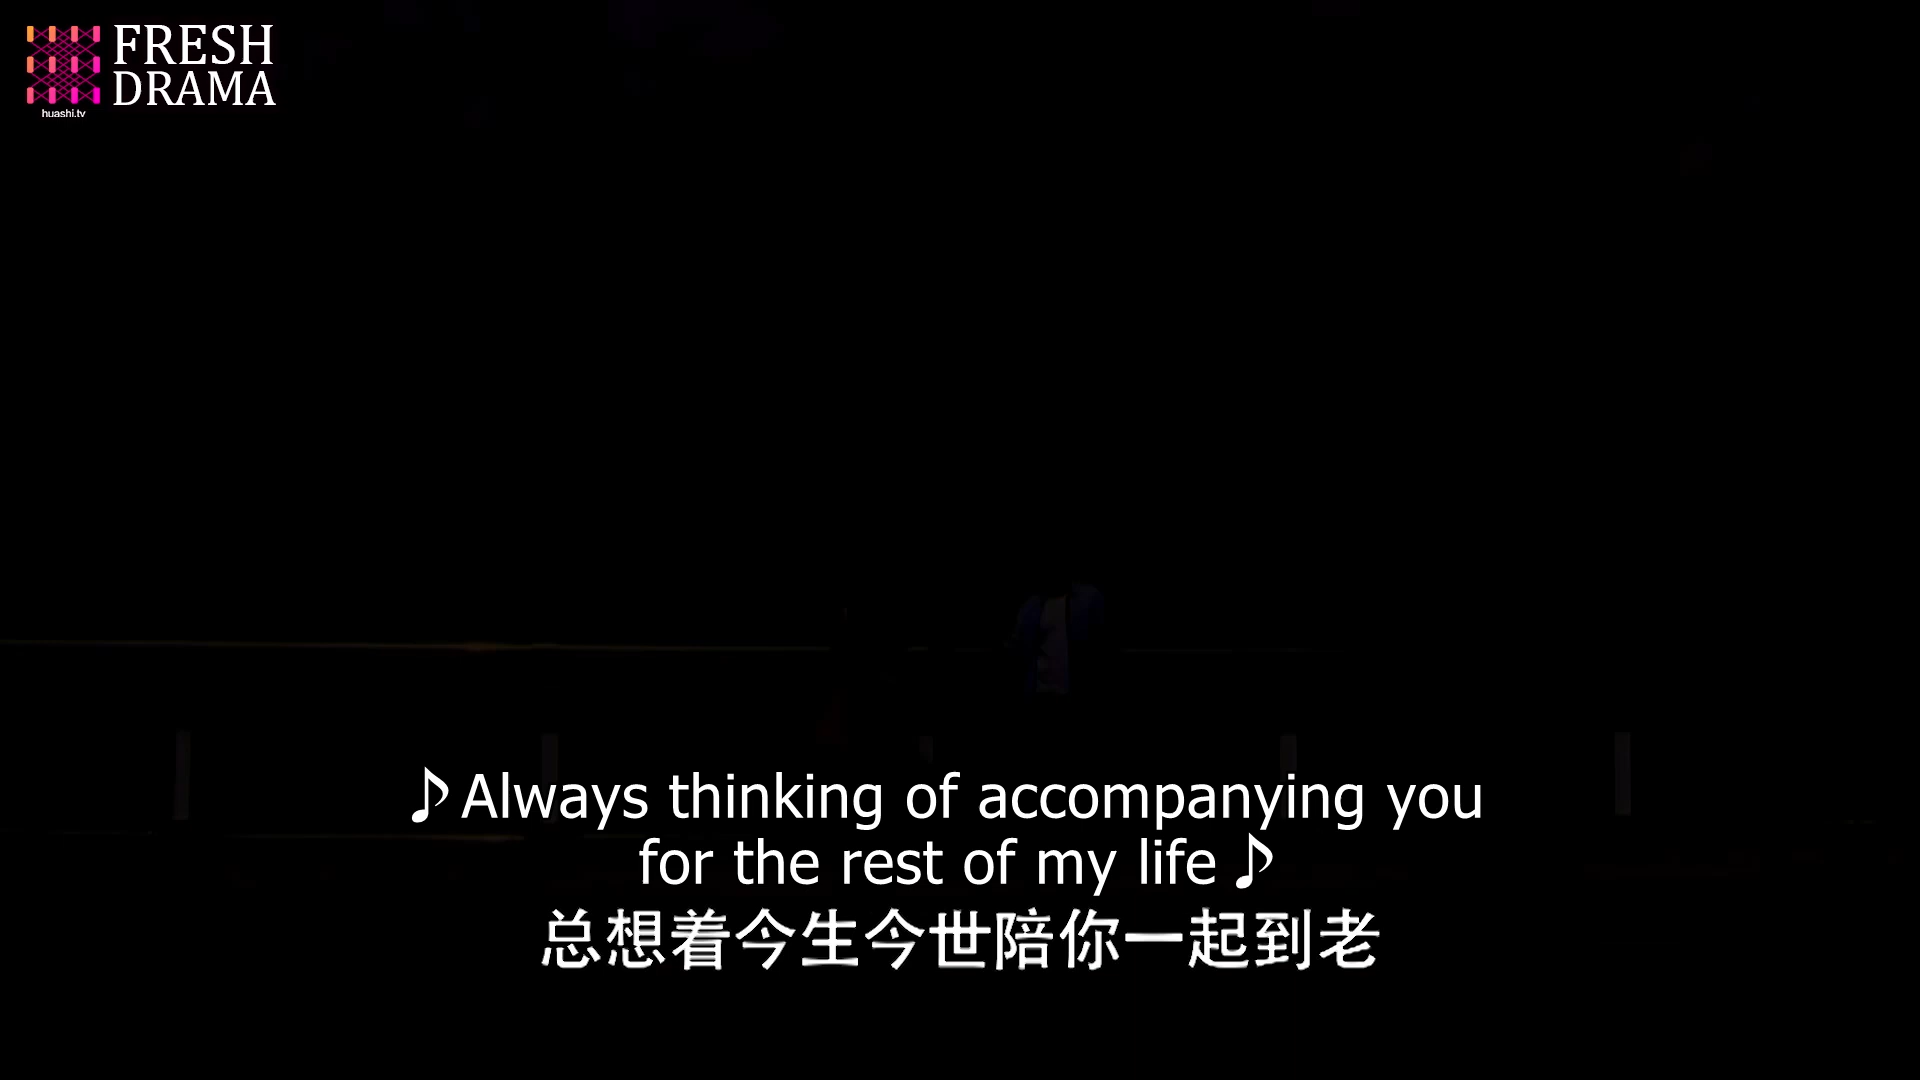 FRESH
DRAMA
huashi.tv
♪Always thinking of accompanying you
for the rest of my life♪
总想着今生今世陪你一起到老